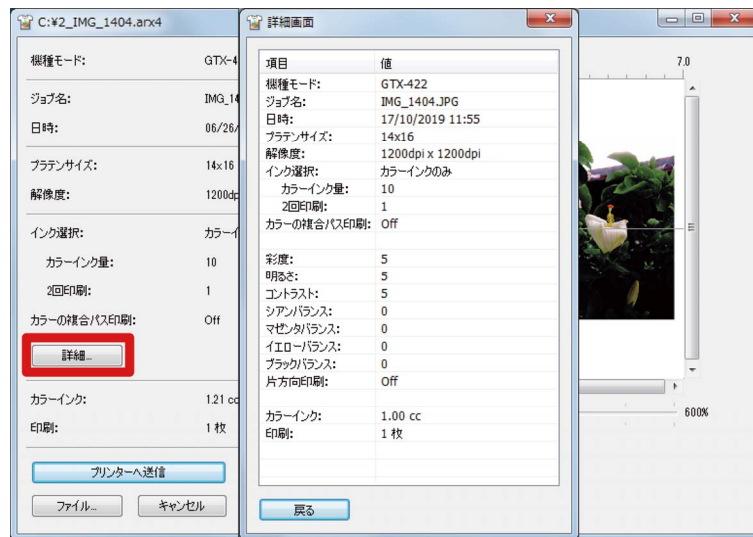 C:¥2_IMG_1404.arx4
機種モード: GTX-4
ジョブ名: IMG_14
日時: 06/26/
プラテンサイズ: 14x16
解像度: 1200dp
インク選択: カラーイ
カラーインク量: 10
2回印刷: 1
カラーの複合パス印刷: Off
詳細...
カラーインク: 1.21 cc
印刷: 1 枚
プリンターへ送信
ファイル...
キャンセル
詳細画面
項目 値
機種モード: GTX-422
ジョブ名: IMG_1404.JPG
日時: 17/10/2019 11:55
プラテンサイズ: 14x16
解像度: 1200dpi x 1200dpi
インク選択: カラーインクのみ
カラーインク量: 10
2回印刷: 1
カラーの複合パス印刷: Off
彩度: 5
明るさ: 5
コントラスト: 5
シアンバランス: 0
マゼンタバランス: 0
イエローバランス: 0
ブラックバランス: 0
片方向印刷: Off
カラーインク: 1.00 cc
印刷: 1 枚
戻る
7.0
600%